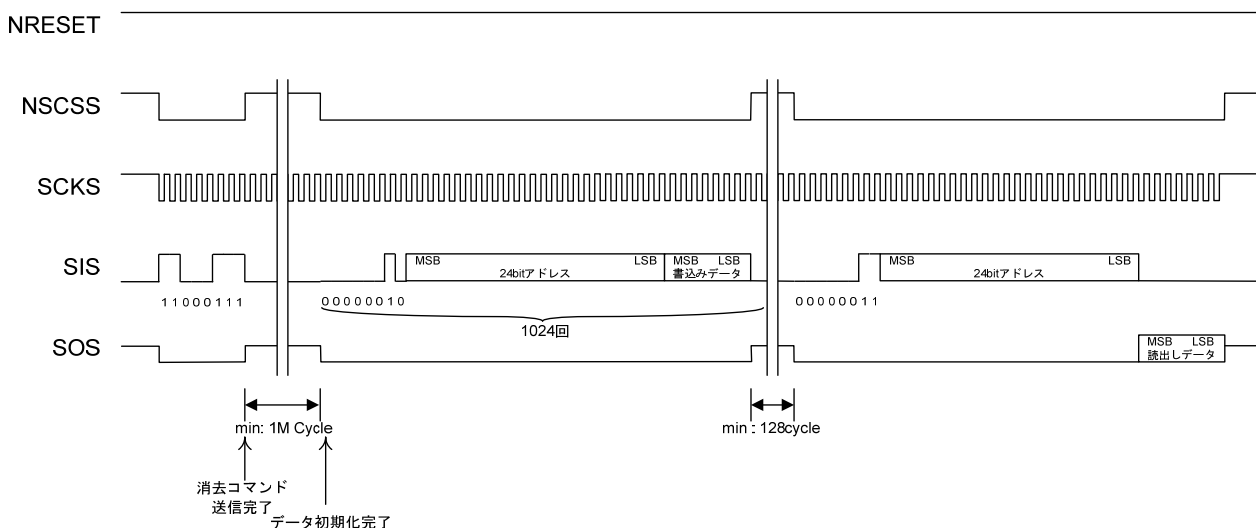 NRESET
NSCSS
SCKS
SIS
MSB
24bitアドレス
LSB
MSB
LSB
書込みデータ
MSB
24bitアドレス
LSB
11000111
00000010
00000011
1024回
SOS
MSB
LSB
読出しデータ
min: 1M Cycle
min : 128cycle
消去コマンド
送信完了
データ初期化完了